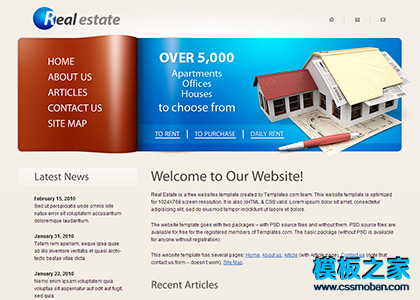 Real estate
HOME
ABOUT US
ARTICLES
CONTACT US
SITE MAP
OVER 5,000
Apartments
Offices
Houses
to choose from
TO RENT | TO PURCHASE | DAILY RENT
Latest News
February 15, 2010
Sed ut perspiciatis unde omnis iste
natus error sit voluptatem accusantium
doloremque laudantium.
January 31, 2010
Totam rem aperiam, eaque ipsa quae
ab illo inventore veritatis et quasi
architecto beatae vitae dicta sunt
explicabo.
January 22, 2010
Nemo enim ipsam voluptatem quia
voluptas sit aspernatur aut odit aut fugit,
sed quia
Welcome to Our Website!
Real Estate is a free websites template created by Templates.com team. This website template is optimized
for 1024X768 screen resolution. It is also XHTML & CSS valid. Lorem ipsum dolor sit amet, consectetur
adipiscing elit, sed do eiusmod tempor incididunt ut labore et dolore.
The website template goes with two packages – with PSD source files and without them. PSD source files are
available for free for the registered members of Templates.com. The basic package (without PSD is available
for anyone without registration).
This website template has several pages: Home, About us, Article (with Article page), Contact us (note that
contact us form – doesn't work), Site Map.
Recent Articles
模板之家
www.cssmoban.com